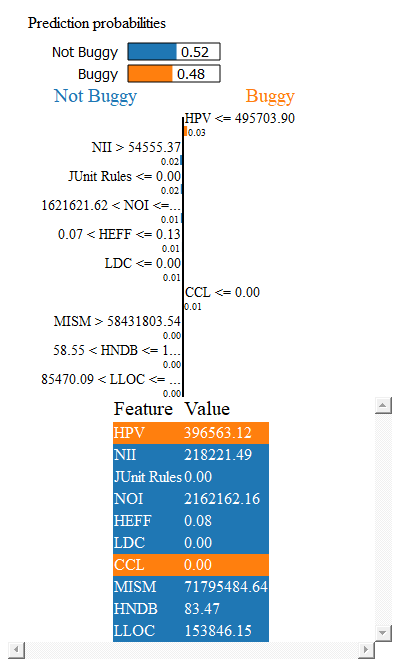 Prediction probabilities
Not Buggy 0.52
Buggy 0.48
Not Buggy Buggy
HPV <= 495703.90
0.03
NII > 54555.37
0.02
JUnit Rules <= 0.00
0.02
1621621.62 < NOI <=...
0.01
0.07 < HEFF <= 0.13
0.01
LDC <= 0.00
0.01
CCL <= 0.00
0.01
MISM > 58431803.54
0.00
58.55 < HNDB <= 1...
0.00
85470.09 < LLOC <= ...
0.00
Feature Value
HPV 396563.12
NII 218221.49
JUnit Rules 0.00
NOI 2162162.16
HEFF 0.08
LDC 0.00
CCL 0.00
MISM 71795484.64
HNDB 83.47
LLOC 153846.15